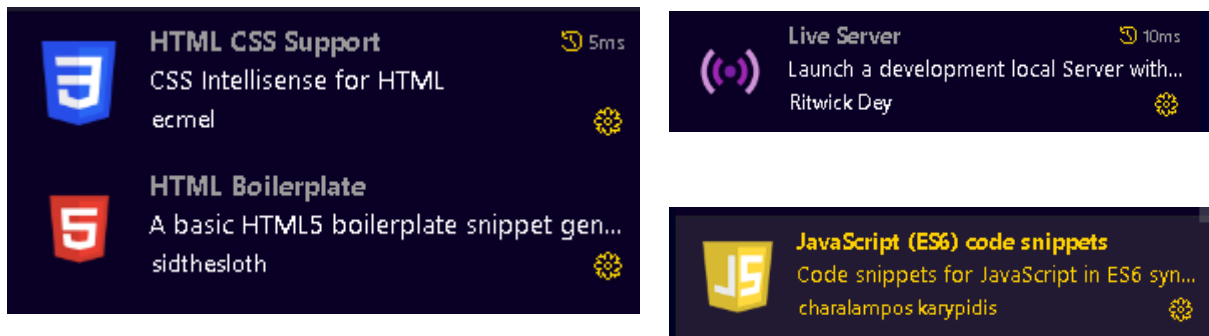 HTML CSS Support 5ms
CSS Intellisense for HTML
ecmel
HTML Boilerplate
A basic HTML5 boilerplate snippet gen...
sidthesloth
Live Server 10ms
Launch a development local Server with...
Ritwick Dey
JS
JavaScript (ES6) code snippets
Code snippets for JavaScript in ES6 syn...
charalampos karypidis